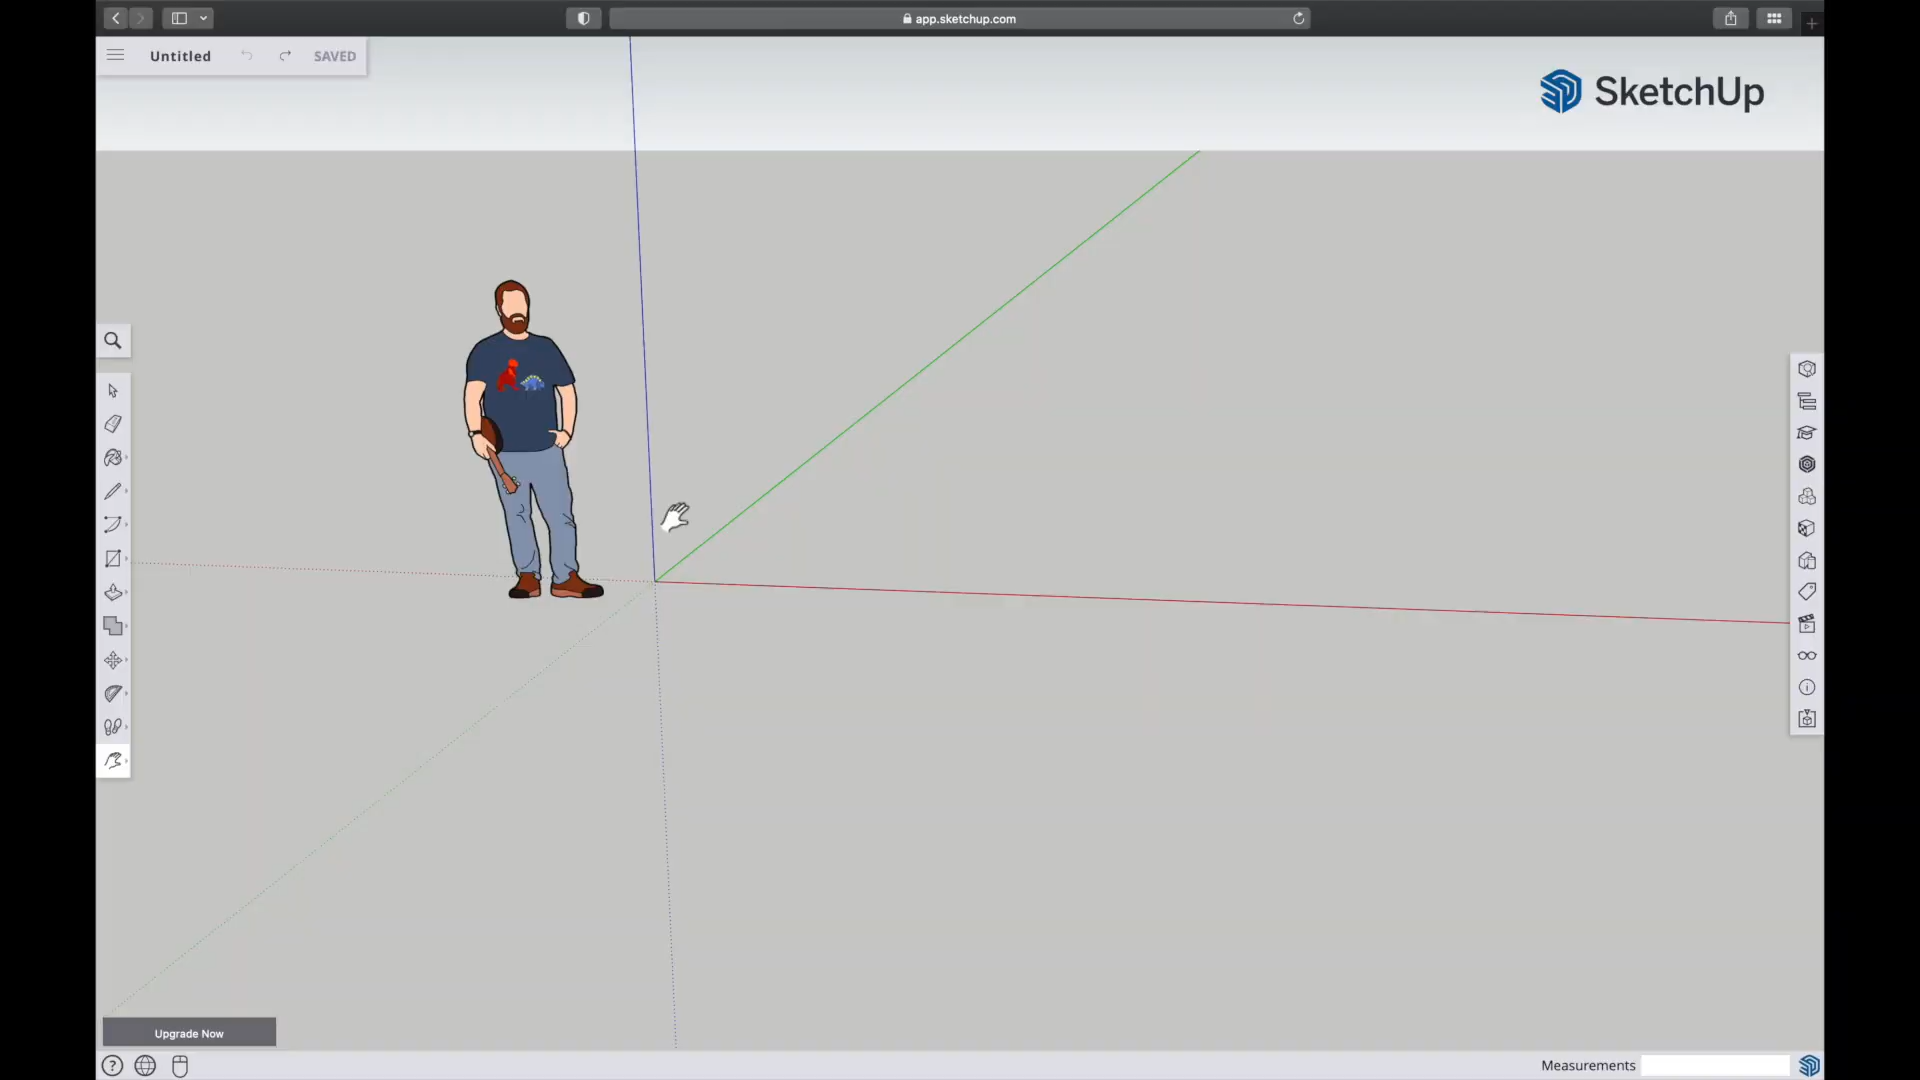 app.sketchup.com
Untitled
SAVED
SketchUp
Upgrade Now
?
Measurements